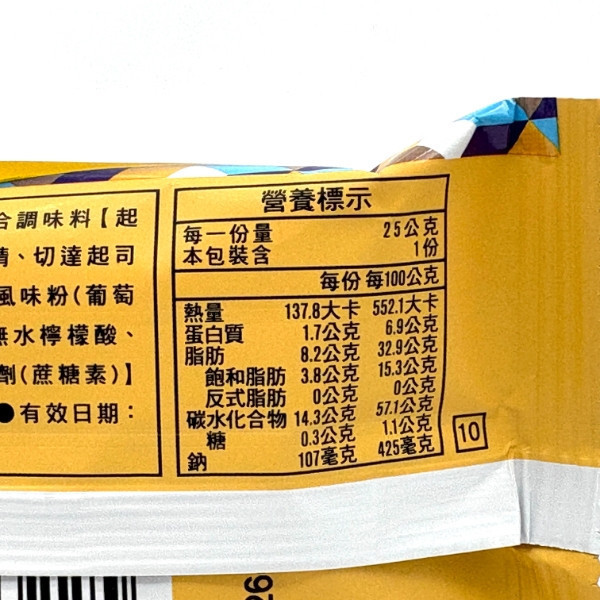 合調味料【起
、切達起司
風味粉(葡萄
無水檸檬酸、
劑(蔗糖素)】
●有效日期:
營養標示
每一份量 25公克
本包裝含 1份
每份 每100公克
熱量 137.8大卡 552.1大卡
蛋白質 1.7公克 6.9公克
脂肪 8.2公克 32.9公克
飽和脂肪 3.8公克 15.3公克
反式脂肪 0公克 0公克
碳水化合物 14.3公克 57.1公克
糖 0.3公克 1.1公克
鈉 107毫克 425毫克
10
26